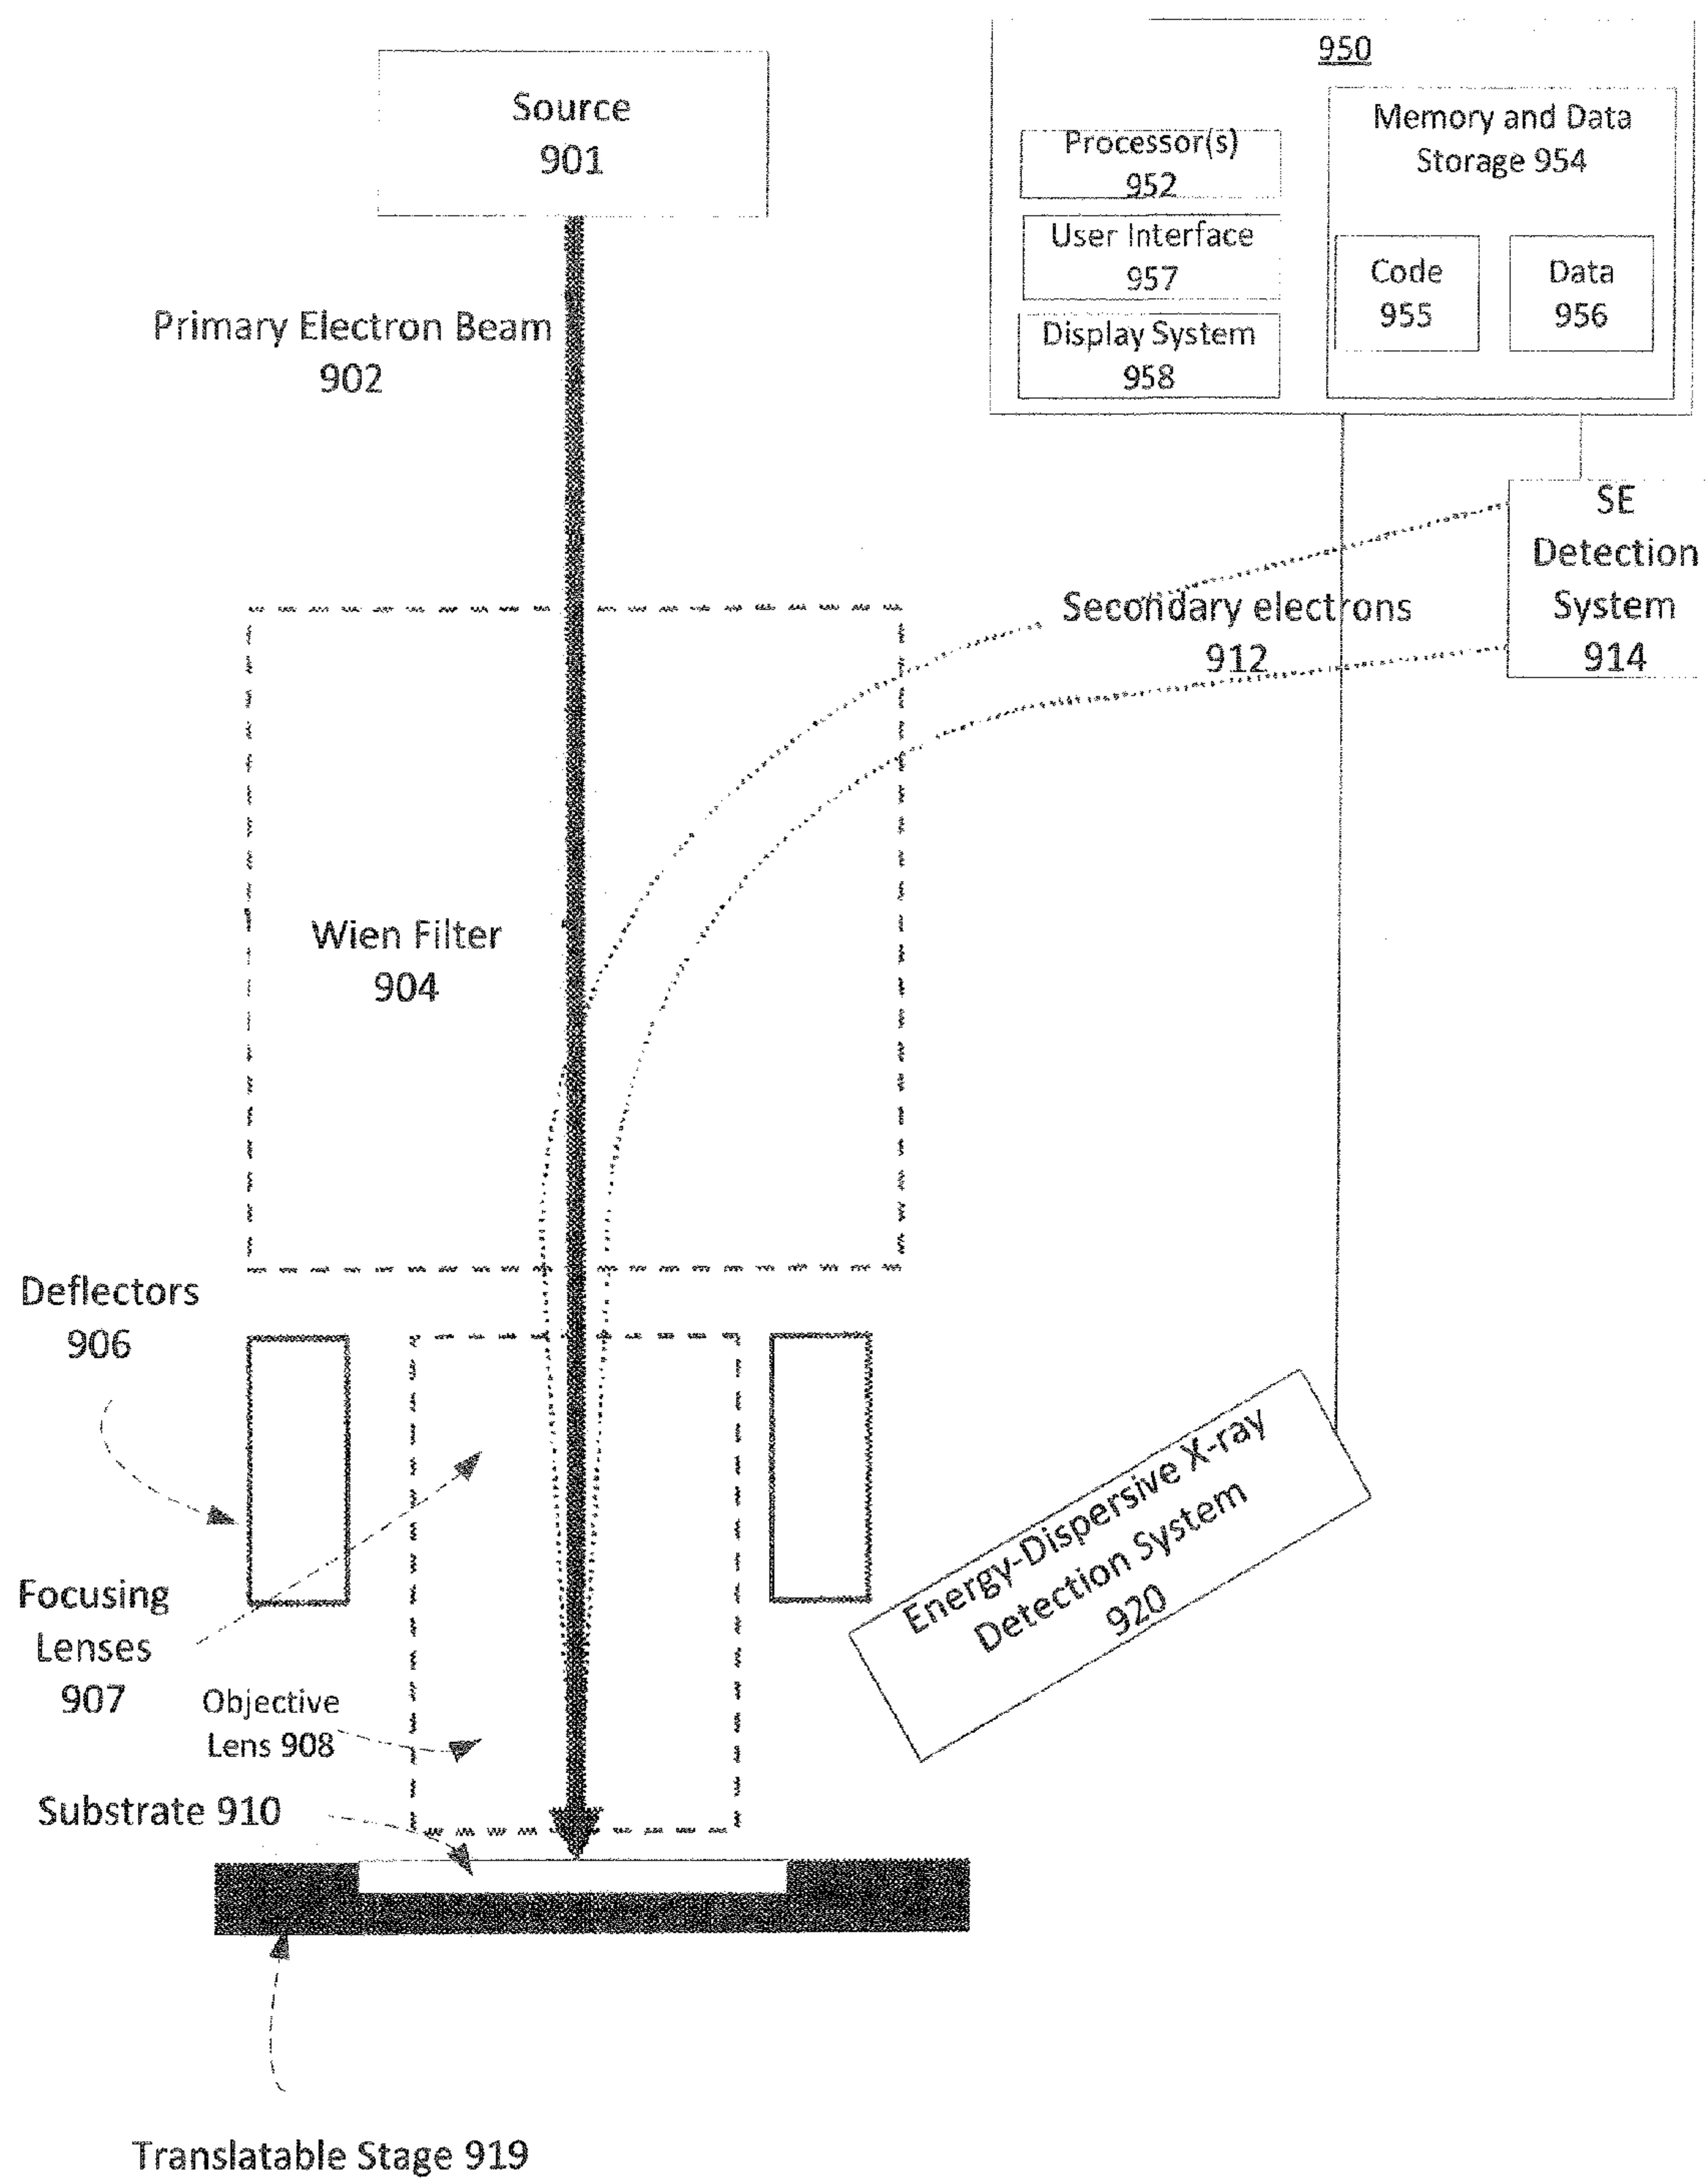 Source
901
950
Processor(s)
952
User Interface
957
Display System
958
Memory and Data
Storage 954
Code
955
Data
956
Primary Electron Beam
902
SE
Detection
System
914
Secondary electrons
912
Wien Filter
904
Deflectors
906
Energy-Dispersive X-ray
Detection System
920
Focusing
Lenses
907
Objective
Lens 908
Substrate 910
Translatable Stage 919